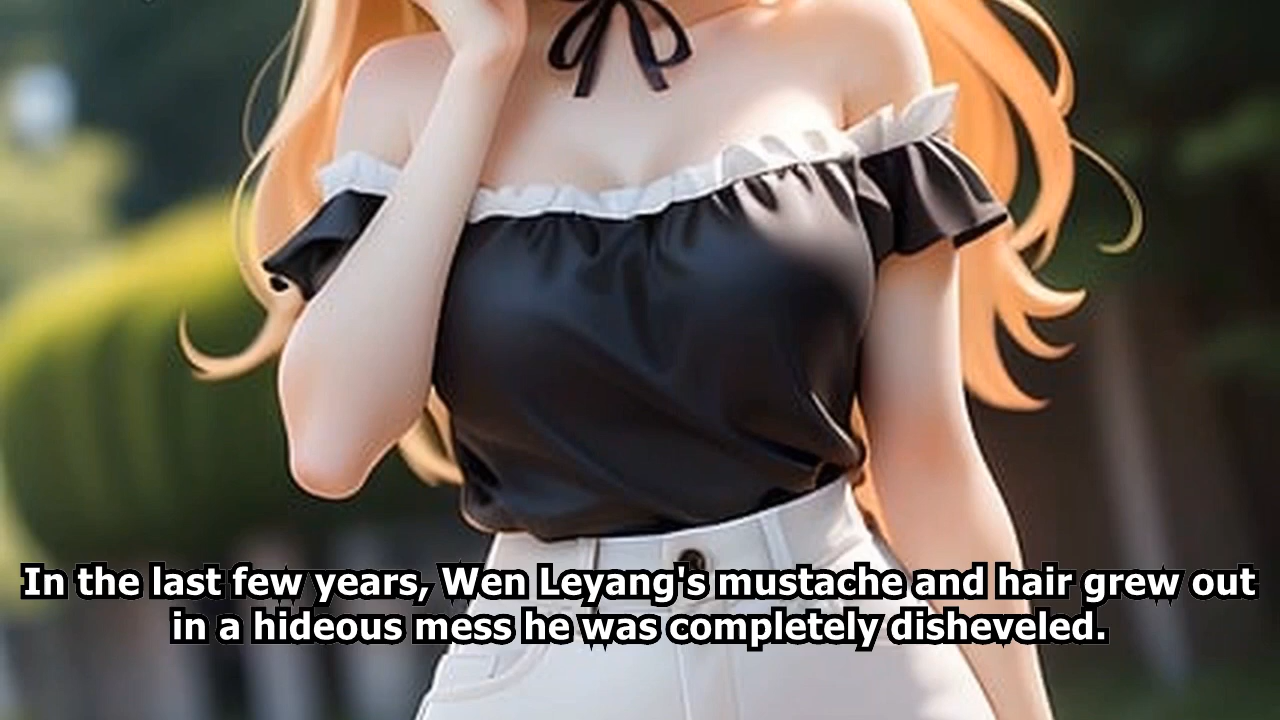 In the last few years, Wen Leyang's mustache and hair grew out
in a hideous mess he was completely disheveled.